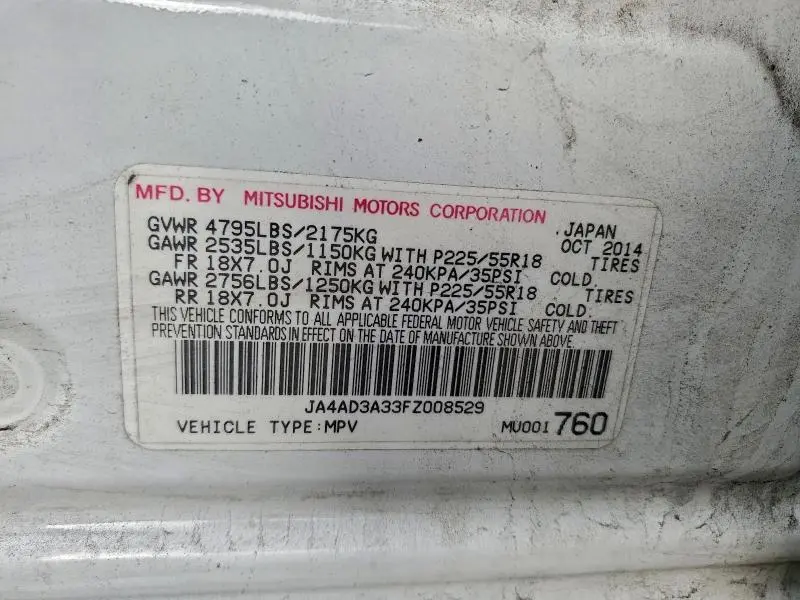 MFD. BY MITSUBISHI MOTORS CORPORATION
GVWR 4795LBS/2175KG JAPAN OCT 2014
GAWR 2535LBS/1150KG WITH P225/55R18 TIRES
FR 18X7.0J RIMS AT 240KPA/35PSI COLD.
GAWR 2756LBS/1250KG WITH P225/55R18 TIRES
RR 18X7.0J RIMS AT 240KPA/35PSI COLD.
THIS VEHICLE CONFORMS TO ALL APPLICABLE FEDERAL MOTOR VEHICLE SAFETY AND THEFT
PREVENTION STANDARDS IN EFFECT ON THE DATE OF MANUFACTURE SHOWN ABOVE.
JA4AD3A33FZ008529
VEHICLE TYPE:MPV MU001 760